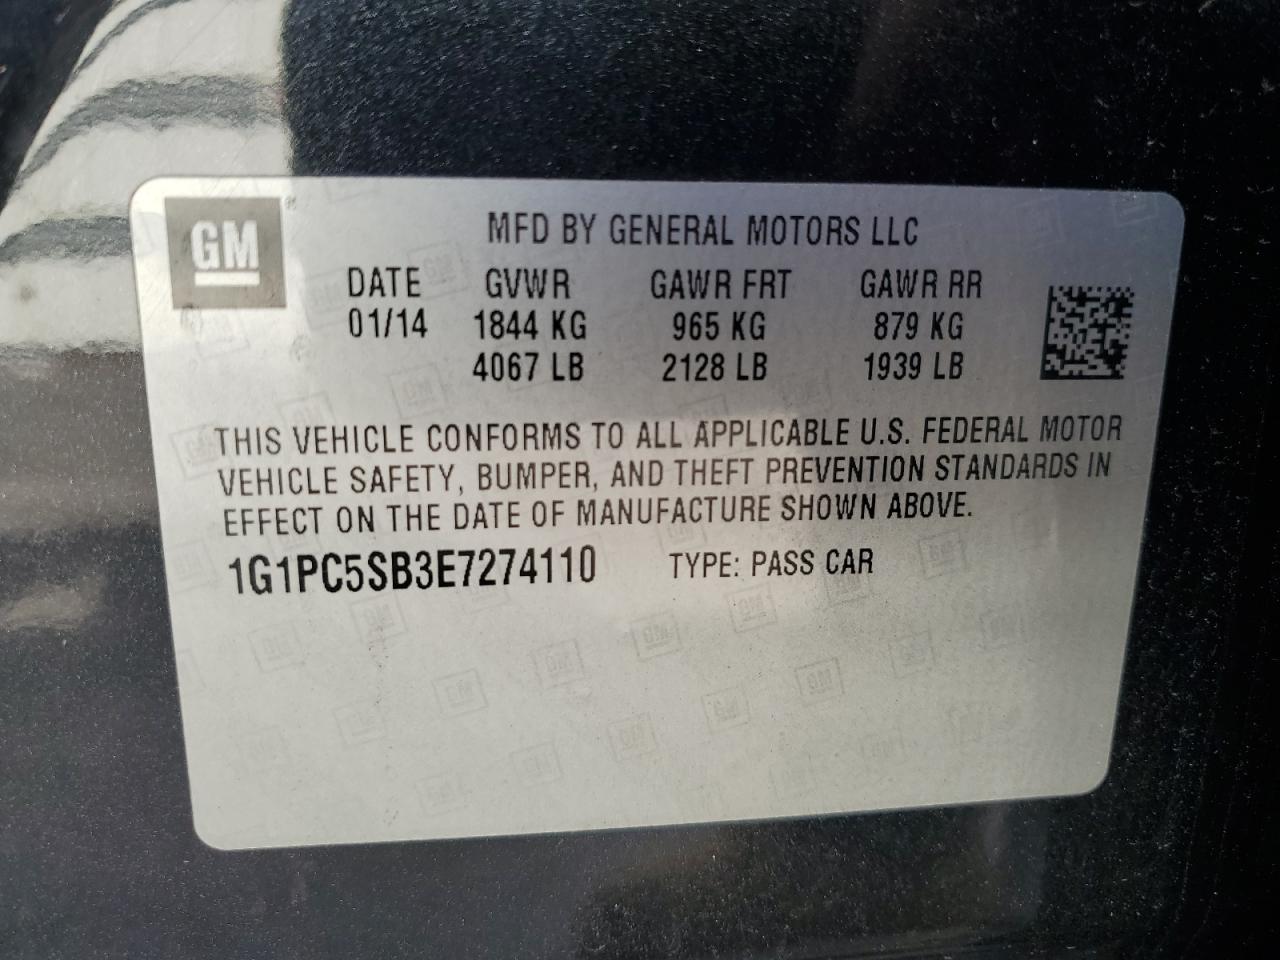 GM
MFD BY GENERAL MOTORS LLC
DATE GVWR GAWR FRT GAWR RR
01/14 1844 KG 965 KG 879 KG
4067 LB 2128 LB 1939 LB
THIS VEHICLE CONFORMS TO ALL APPLICABLE U.S. FEDERAL MOTOR
VEHICLE SAFETY, BUMPER, AND THEFT PREVENTION STANDARDS IN
EFFECT ON THE DATE OF MANUFACTURE SHOWN ABOVE.
1G1PC5SB3E7274110 TYPE: PASS CAR